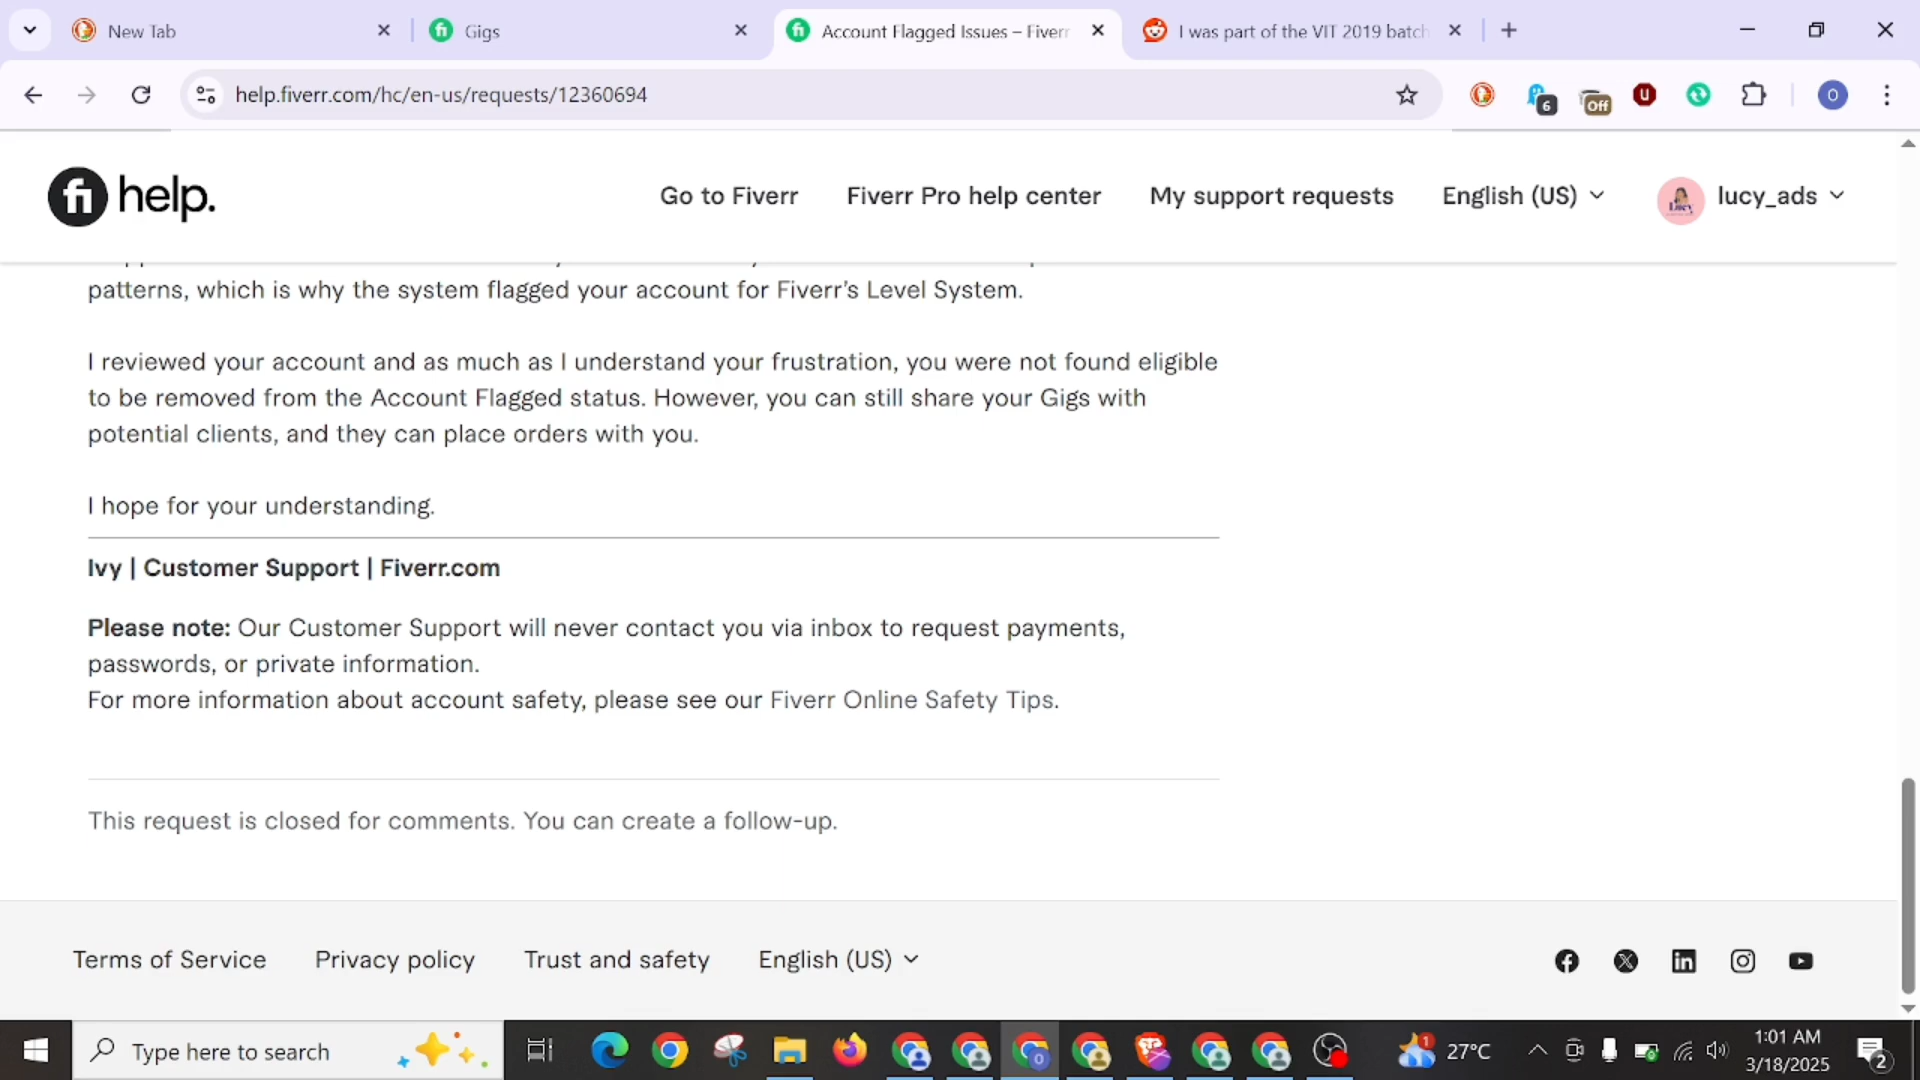 New Tab
Gigs
Account Flagged Issues – Fiverr
I was part of the VIT 2019 batch
help.fiverr.com/hc/en-us/requests/12360694
6
Off
O
fi help.
Go to Fiverr
Fiverr Pro help center
My support requests
English (US)
lucy_ads
patterns, which is why the system flagged your account for Fiverr’s Level System.
I reviewed your account and as much as I understand your frustration, you were not found eligible
to be removed from the Account Flagged status. However, you can still share your Gigs with
potential clients, and they can place orders with you.
I hope for your understanding.
Ivy | Customer Support | Fiverr.com
Please note: Our Customer Support will never contact you via inbox to request payments,
passwords, or private information.
For more information about account safety, please see our Fiverr Online Safety Tips.
This request is closed for comments. You can create a follow-up.
Terms of Service
Privacy policy
Trust and safety
English (US)
Type here to search
27°C
1:01 AM
3/18/2025
2